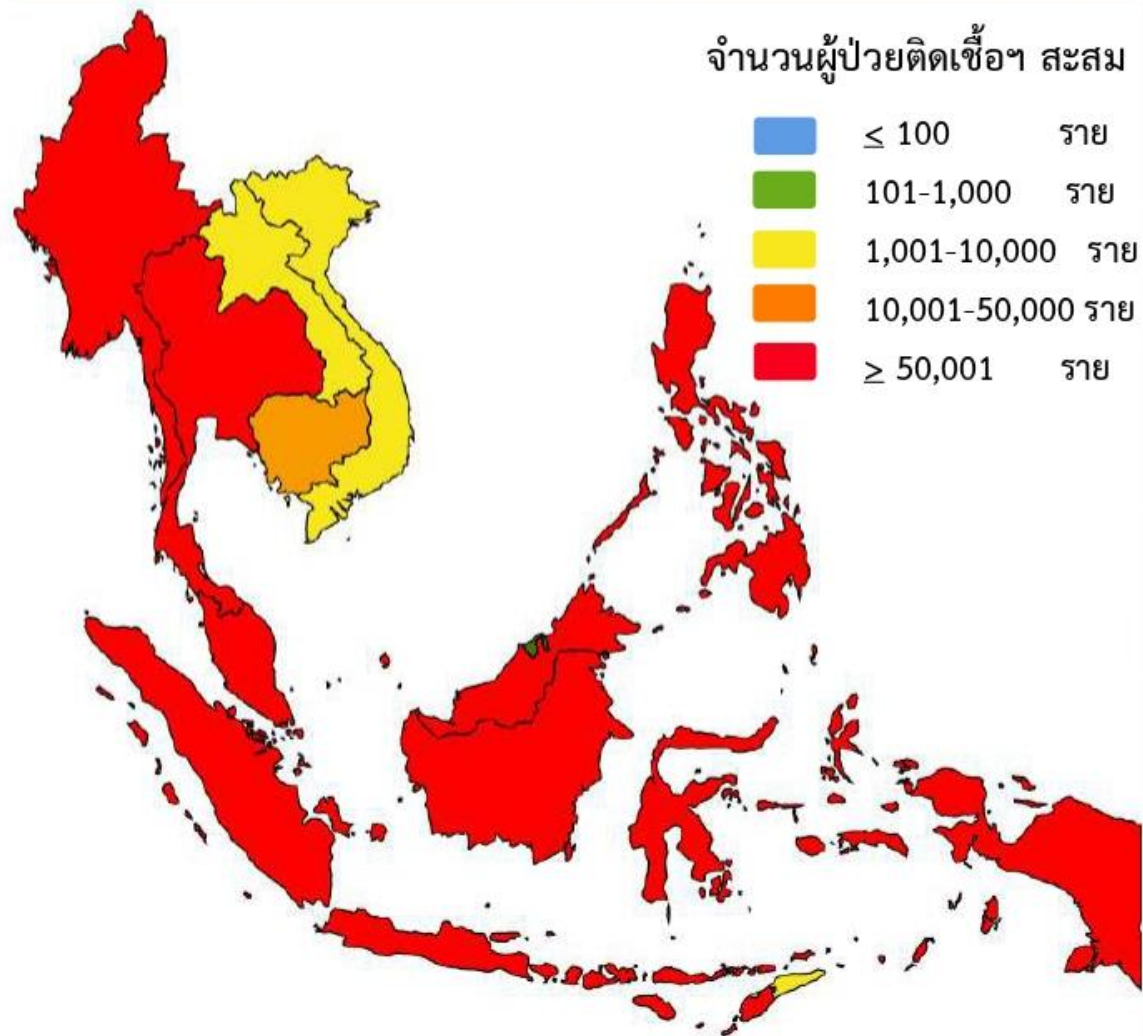 จำนวนผู้ป่วยติดเชื้อฯ สะสม
≤ 100 ราย
101-1,000 ราย
1,001-10,000 ราย
10,001-50,000 ราย
≥ 50,001 ราย